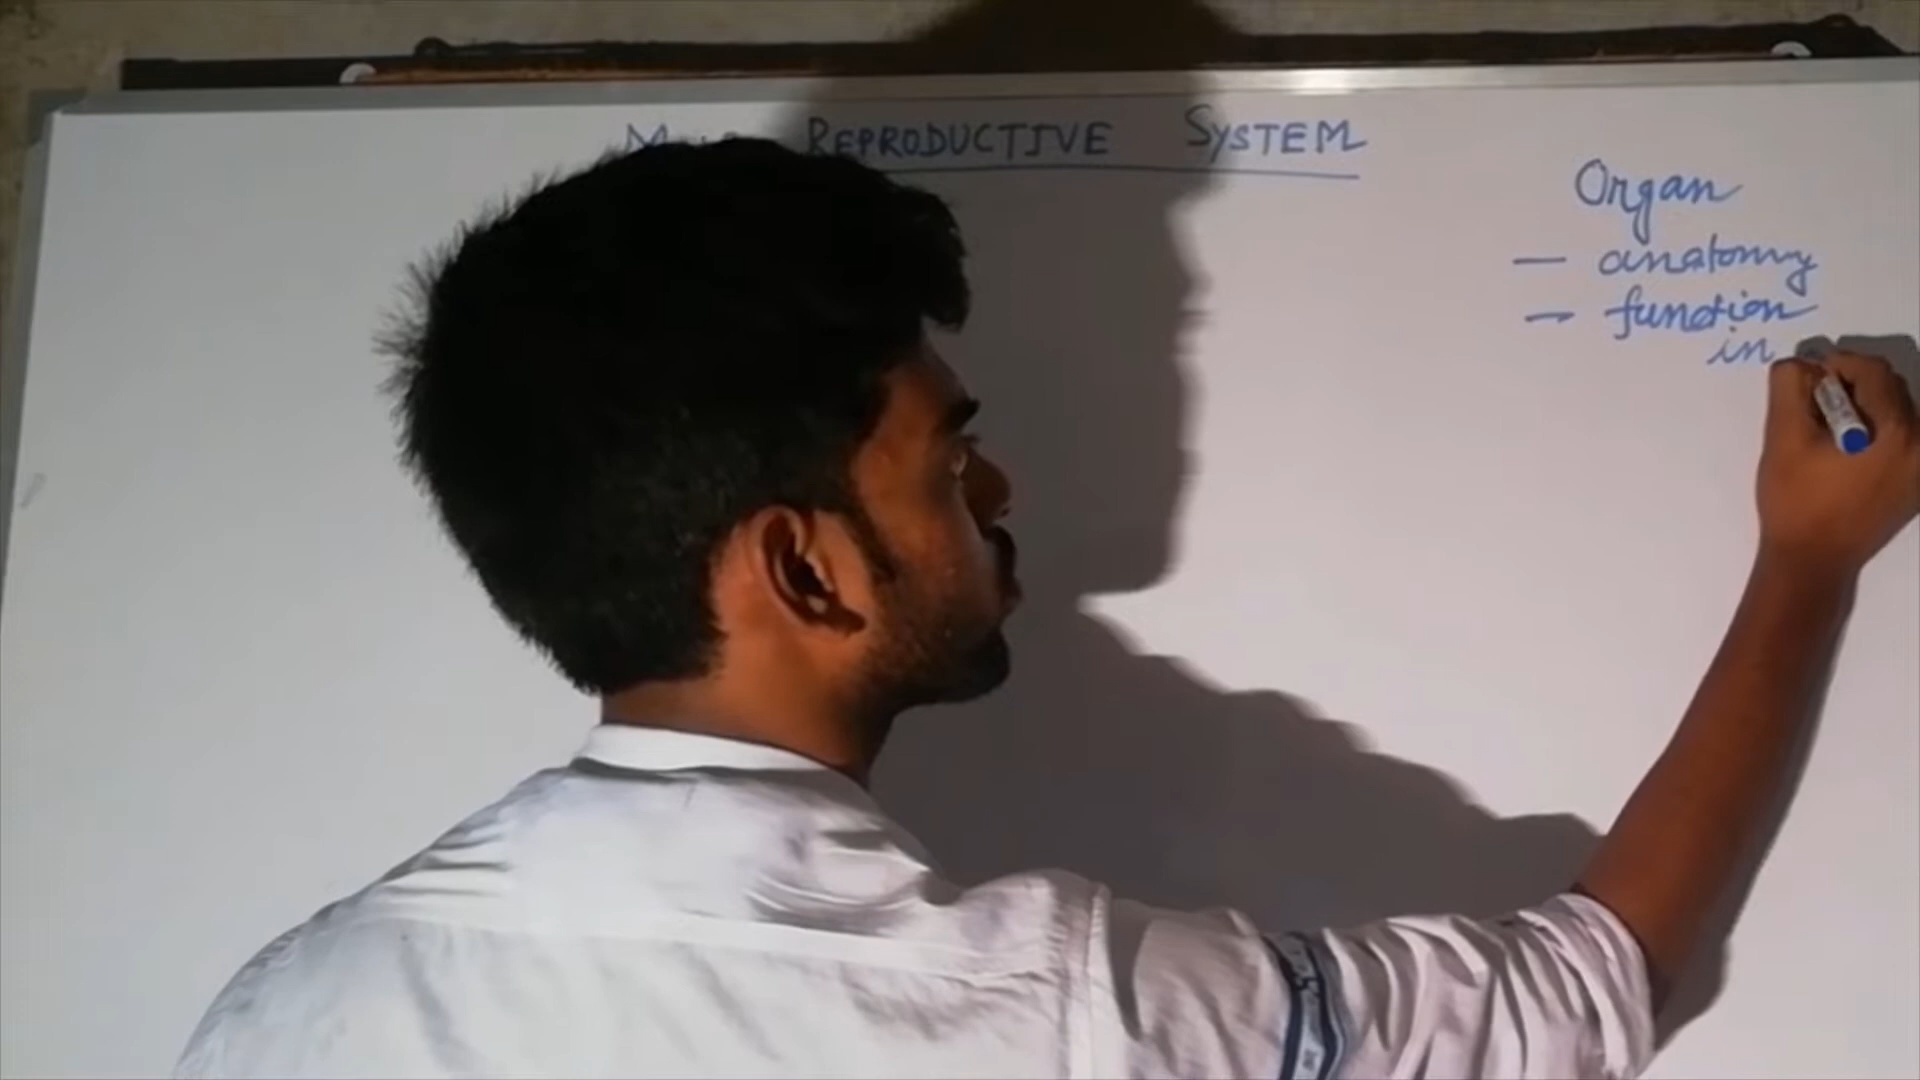 REPRODUCTIVE SYSTEM
Organ
— anatomy
— function
in